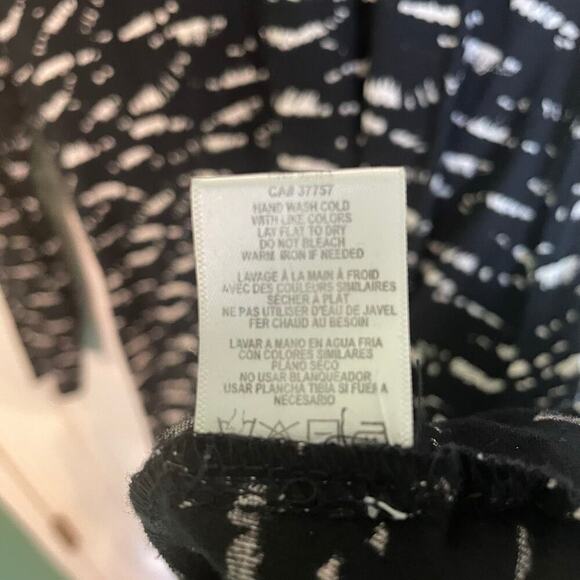 CA# 37757
HAND WASH COLD
WITH LIKE COLORS
LAY FLAT TO DRY
DO NOT BLEACH
WARM IRON IF NEEDED
LAVAGE À LA MAIN À FROID
AVEC DES COULEURS SIMILAIRES
SÉCHER À PLAT
NE PAS UTILISER D'EAU DE JAVEL
FER CHAUD AU BESOIN
LAVAR A MANO EN AGUA FRIA
CON COLORES SIMILARES
PLANO SECO
NO USAR BLANQUEADOR
USAR PLANCHA TIBIA SI FUER A
NECESARIO